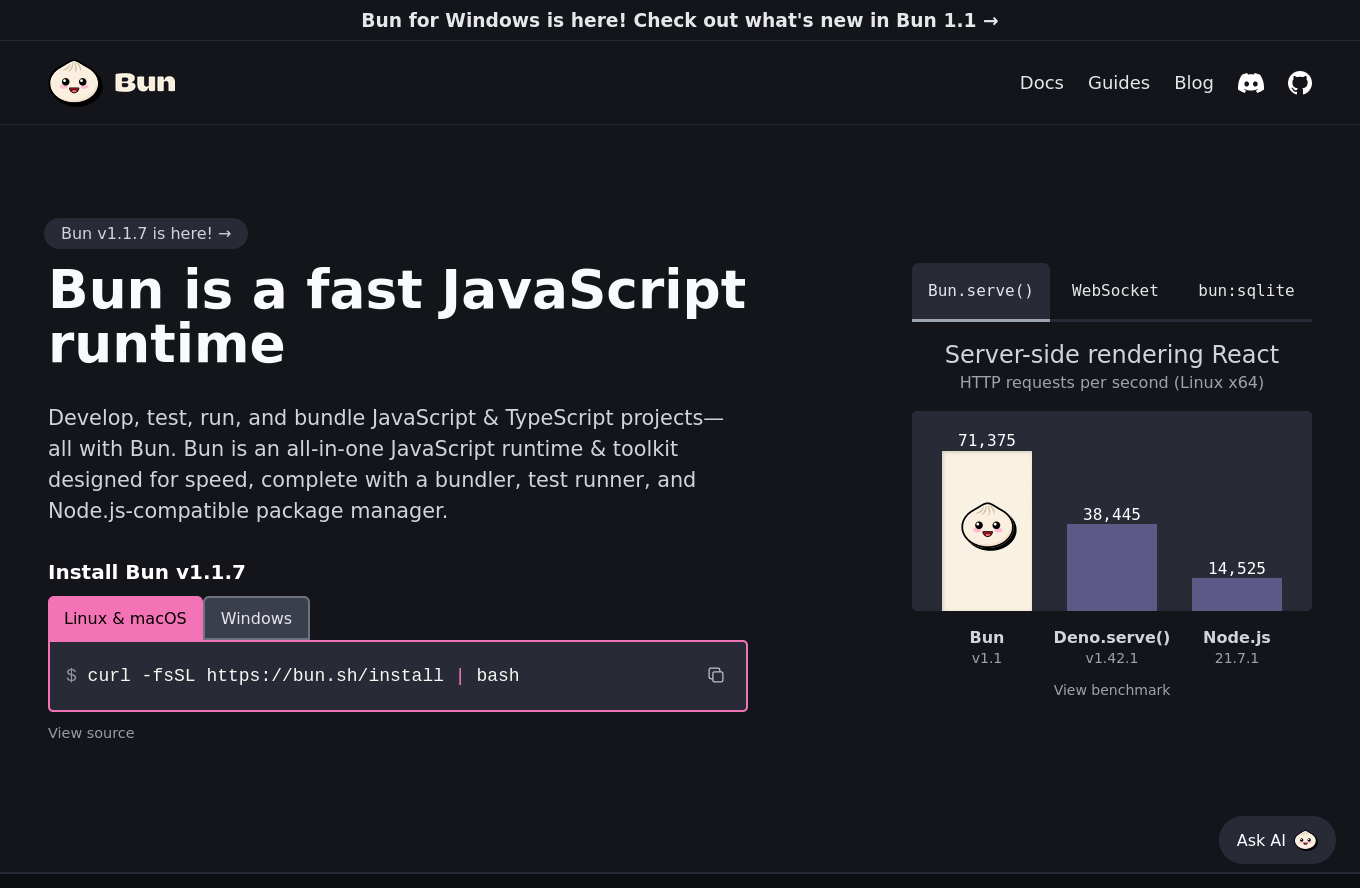 Bun for Windows is here! Check out what's new in Bun 1.1 →
Bun
Docs Guides Blog
Bun v1.1.7 is here! →
Bun is a fast JavaScript
runtime
Develop, test, run, and bundle JavaScript & TypeScript projects—
all with Bun. Bun is an all-in-one JavaScript runtime & toolkit
designed for speed, complete with a bundler, test runner, and
Node.js-compatible package manager.
Install Bun v1.1.7
Linux & macOS Windows
$ curl -fsSL https://bun.sh/install | bash
View source
Bun.serve() WebSocket bun:sqlite
Server-side rendering React
HTTP requests per second (Linux x64)
71,375
38,445
14,525
Bun Deno.serve() Node.js
v1.1 v1.42.1 21.7.1
View benchmark
Ask AI